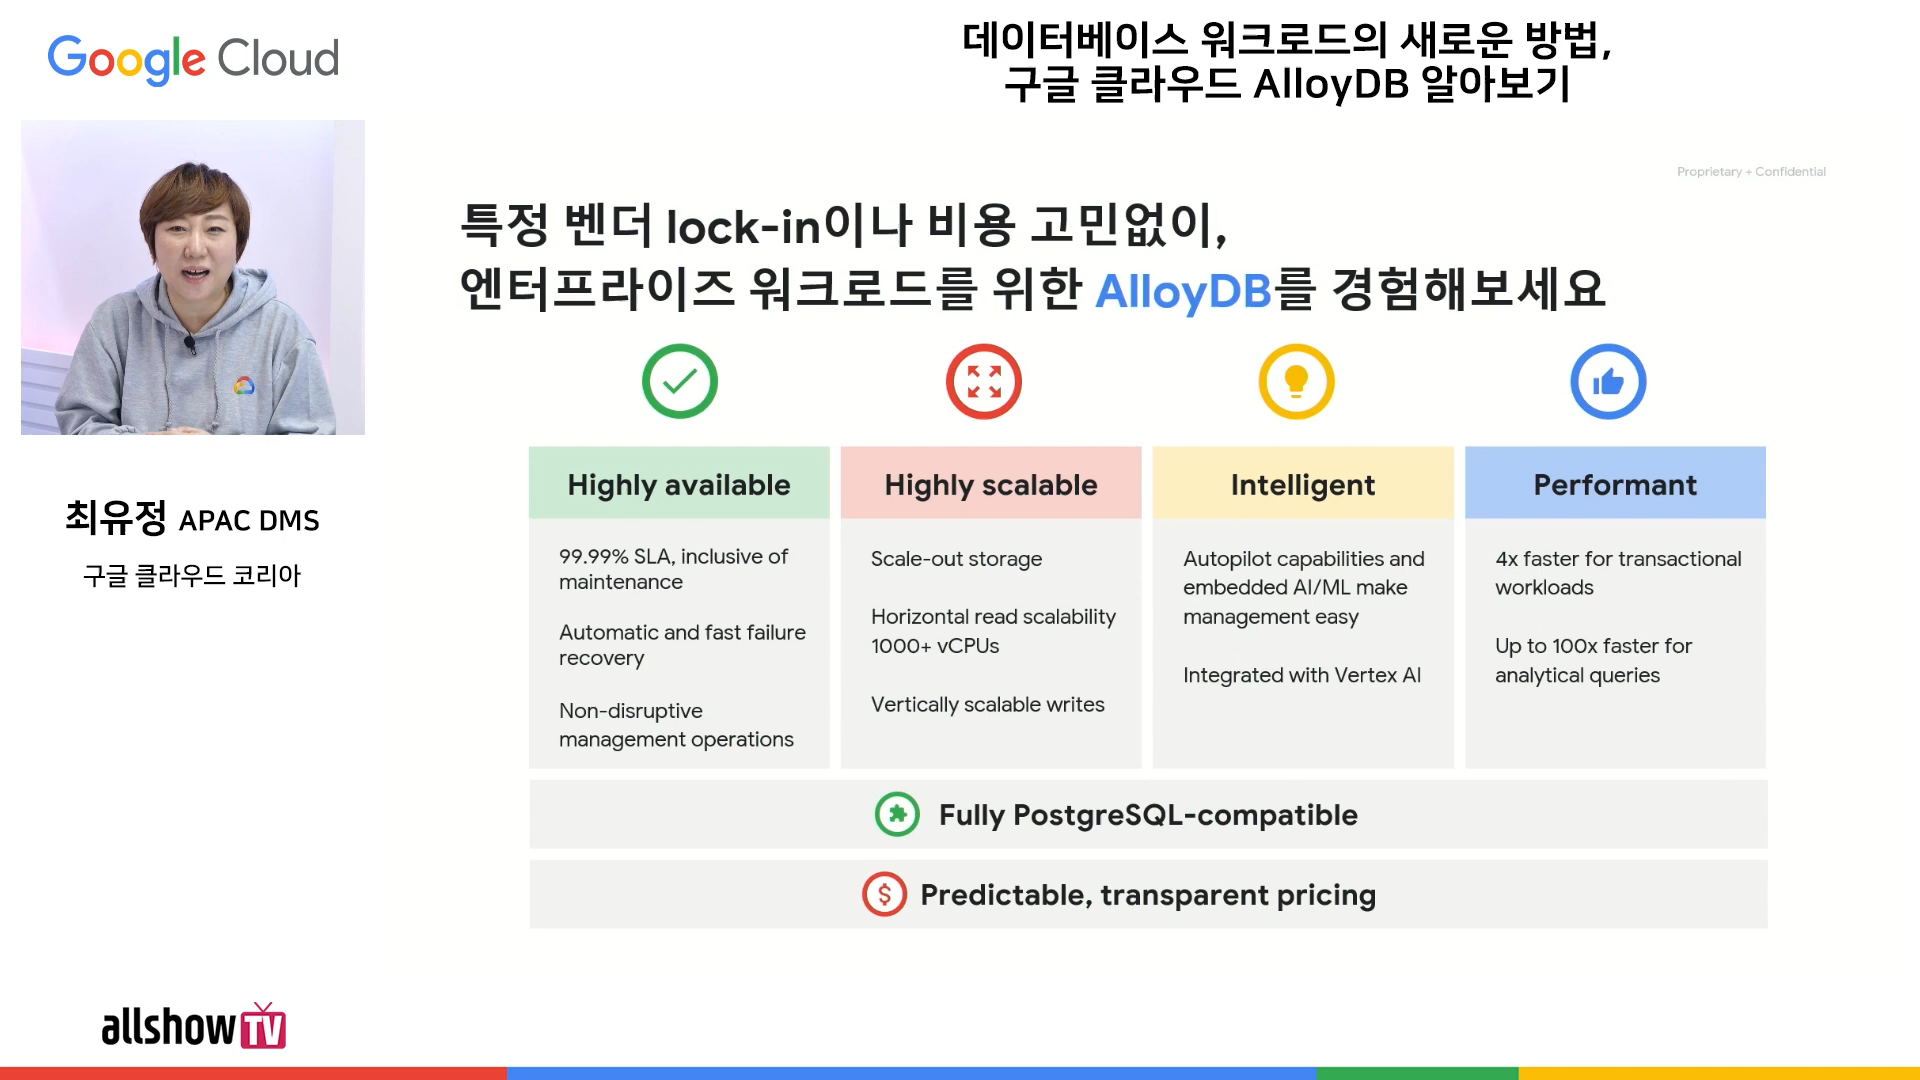 Google Cloud
데이터베이스 워크로드의 새로운 방법,
구글 클라우드 AlloyDB 알아보기
Proprietary + Confidential
특정 벤더 lock-in이나 비용 고민없이,
엔터프라이즈 워크로드를 위한 AlloyDB를 경험해보세요
최유정 APAC DMS
구글 클라우드 코리아
Highly available
99.99% SLA, inclusive of
maintenance
Automatic and fast failure
recovery
Non-disruptive
management operations
Highly scalable
Scale-out storage
Horizontal read scalability
1000+ vCPUs
Vertically scalable writes
Intelligent
Autopilot capabilities and
embedded AI/ML make
management easy
Integrated with Vertex AI
Performant
4x faster for transactional
workloads
Up to 100x faster for
analytical queries
Fully PostgreSQL-compatible
$ Predictable, transparent pricing
allshowTV